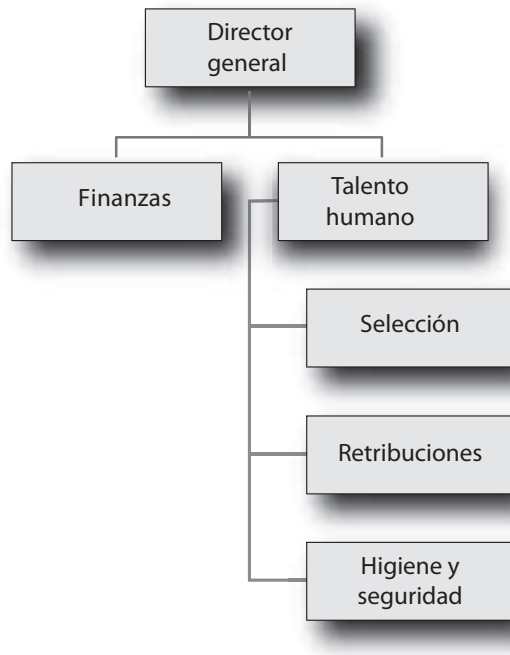 Director
general
Finanzas
Talento
humano
Selección
Retribuciones
Higiene y
seguridad